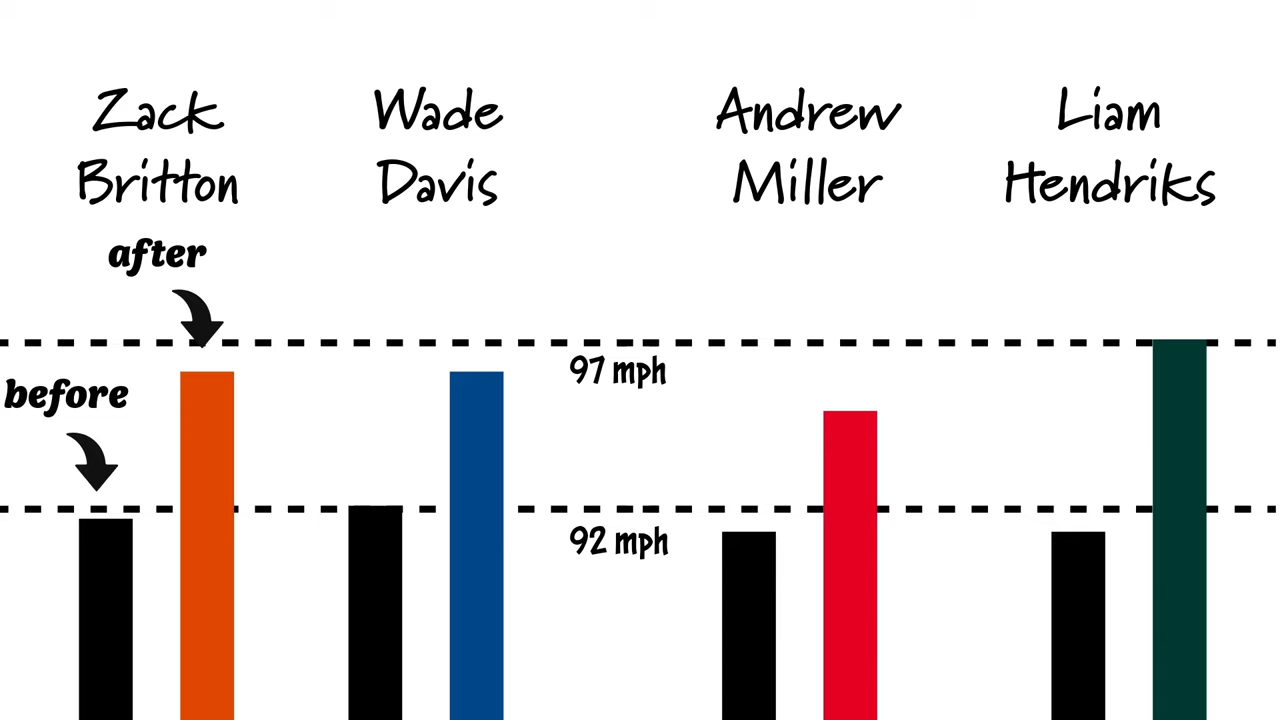 Zack
Britton
Wade
Davis
Andrew
Miller
Liam
Hendriks
after
before
97 mph
92 mph